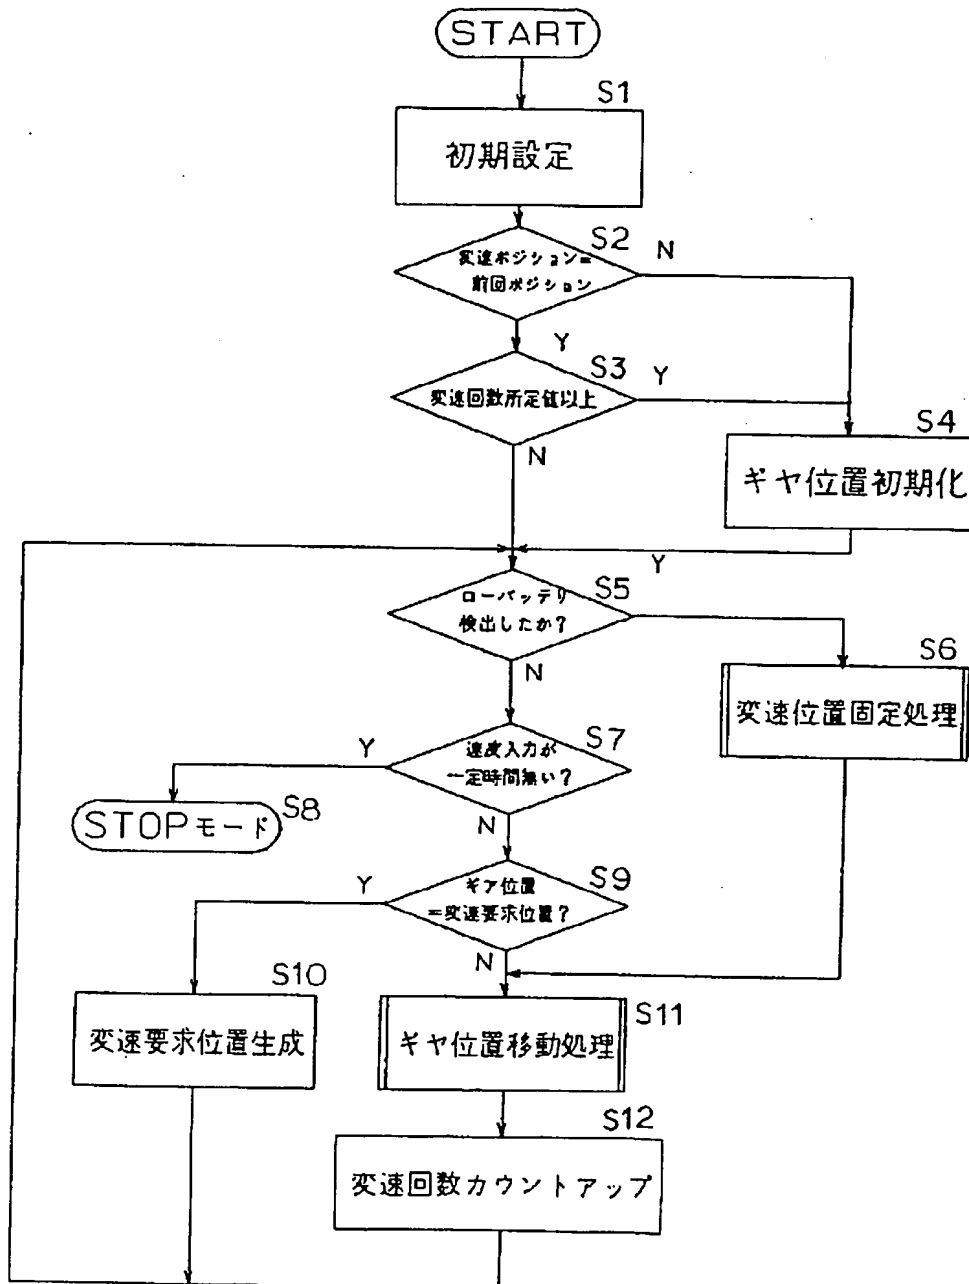 START
S1
初期設定
S2
変速ポジション=
前回ポジション
N
Y
S3
変速回数所定値以上
Y
N
S4
ギヤ位置初期化
Y
S5
ローバッテリ
検出したか?
N
S6
変速位置固定処理
S7
速度入力が
一定時間無い?
Y
N
S8
STOPモード
S9
ギア位置
=変速要求位置?
Y
N
S10
変速要求位置生成
S11
ギヤ位置移動処理
S12
変速回数カウントアップ